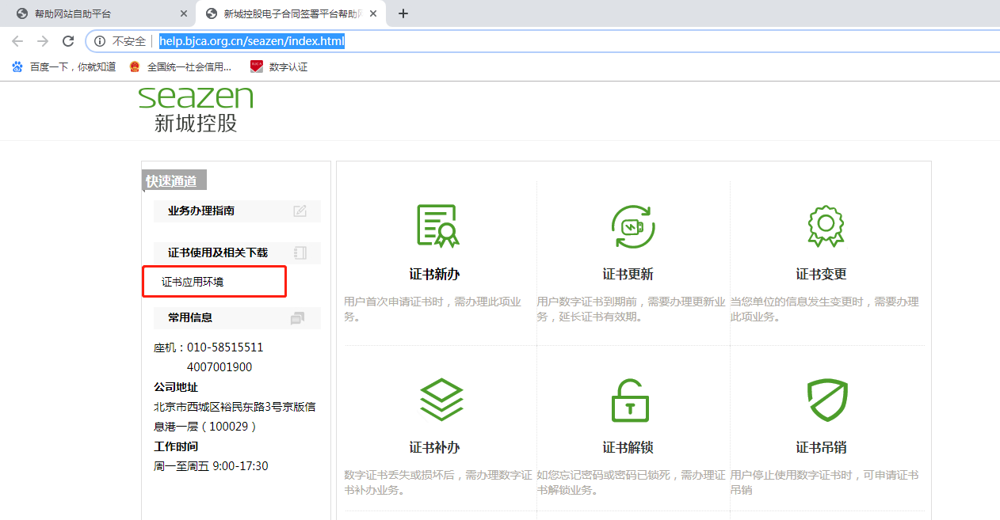 帮助网站自助平台
新城控股电子合同签署平台帮助网
不安全
help.bjca.org.cn/seazen/index.html
百度一下，你就知道
全国统一社会信用...
数字认证
seazen
新城控股
快速通道
业务办理指南
证书使用及相关下载
证书应用环境
常用信息
座机：010-58515511
4007001900
公司地址
北京市西城区裕民东路3号京版信
息港一层（100029）
工作时间
周一至周五 9:00-17:30
证书新办
用户首次申请证书时，需办理此项业
务。
证书更新
用户数字证书到期前，需要办理更新业
务，延长证书有效期。
证书变更
当您单位的信息发生变更时，需要办理
此项业务。
证书补办
数字证书丢失或损坏后，需办理数字证
书补办业务。
证书解锁
如您忘记密码或密码已锁死，需办理证
书解锁业务。
证书吊销
用户停止使用数字证书时，可申请证书
吊销